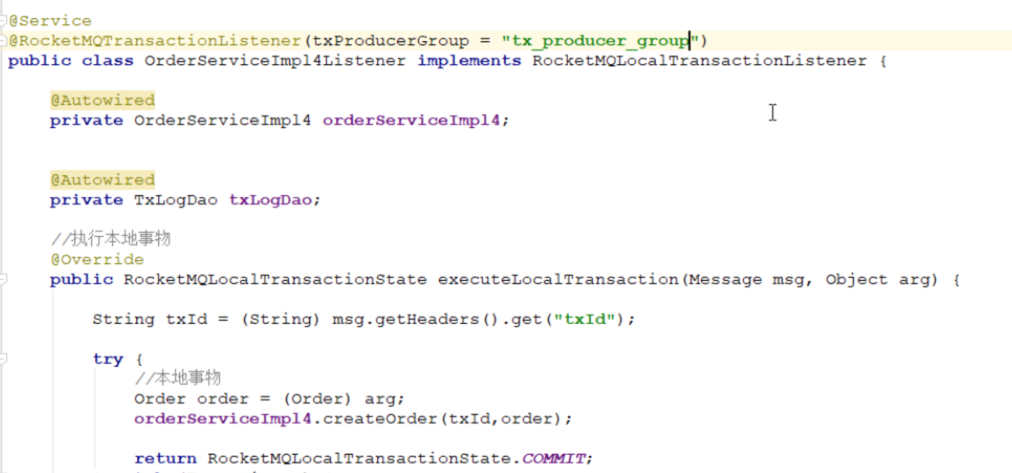 @Service
@RocketMQTransactionListener(txProducerGroup = "tx_producer_group")
public class OrderServiceImpl4Listener implements RocketMQLocalTransactionListener {
@Autowired
private OrderServiceImpl4 orderServiceImpl4;
@Autowired
private TxLogDao txLogDao;
//执行本地事物
@Override
public RocketMQLocalTransactionState executeLocalTransaction(Message msg, Object arg) {
String txId = (String) msg.getHeaders().get("txId");
try {
//本地事物
Order order = (Order) arg;
orderServiceImpl4.createOrder(txId,order);
return RocketMQLocalTransactionState.COMMIT;